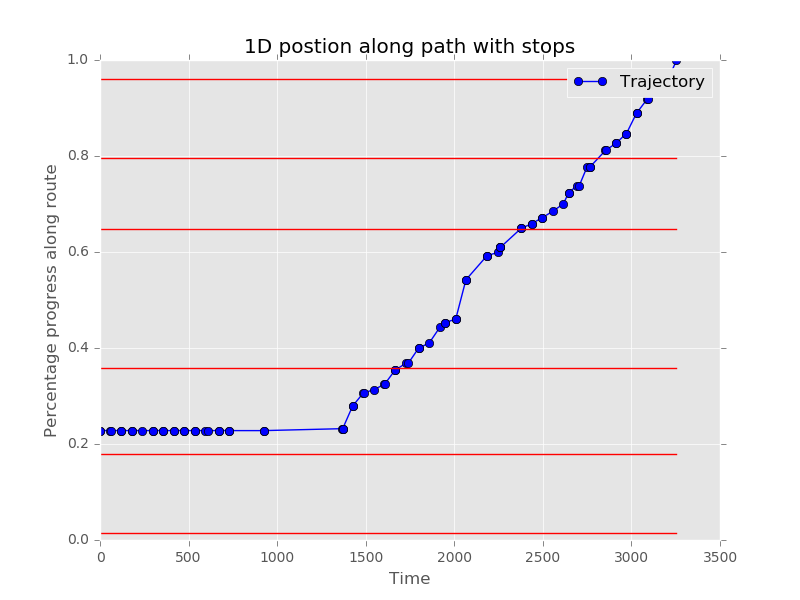 1D postion along path with stops
Trajectory
Percentage progress along route
1.0
0.8
0.6
0.4
0.2
0.0
0 500 1000 1500 2000 2500 3000 3500
Time